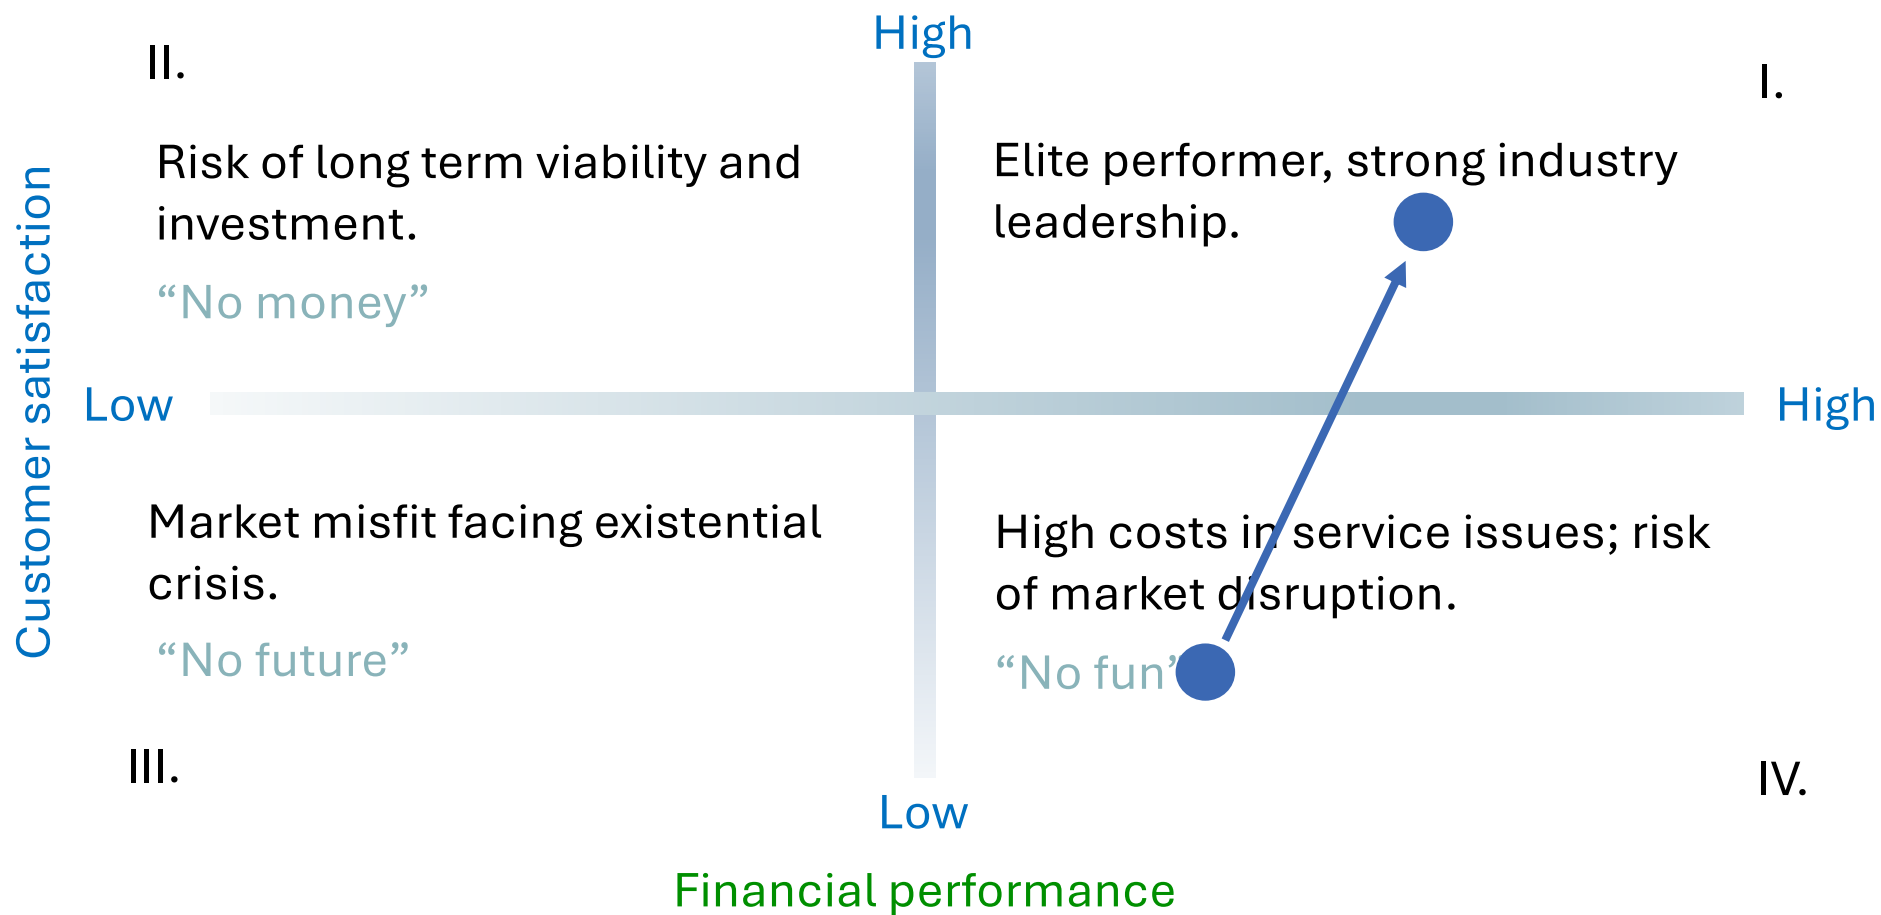 High
II.
I.
Risk of long term viability and
investment.
“No money”
Elite performer, strong industry
leadership.
Customer satisfaction
Low
High
Market misfit facing existential
crisis.
“No future”
High costs in service issues; risk
of market disruption.
“No fun”
III.
IV.
Low
Financial performance